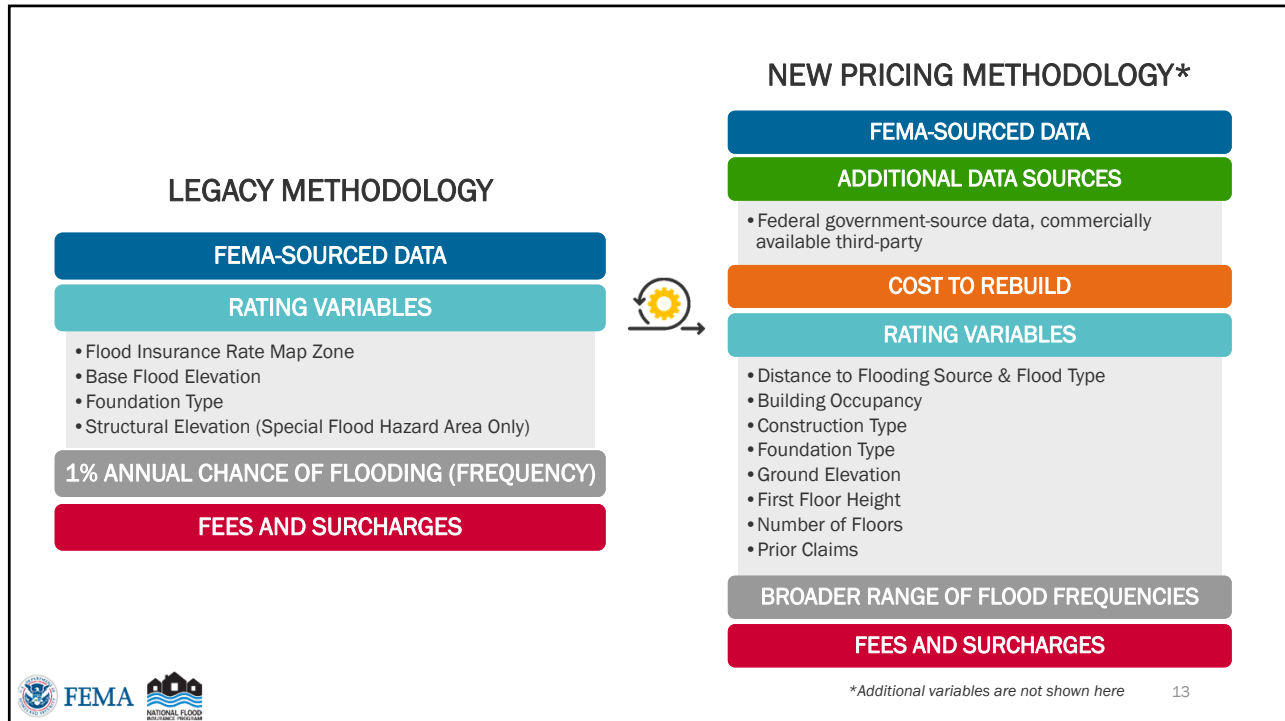 LEGACY METHODOLOGY
FEMA-SOURCED DATA
RATING VARIABLES
•Flood Insurance Rate Map Zone
•Base Flood Elevation
•Foundation Type
•Structural Elevation (Special Flood Hazard Area Only)
1% ANNUAL CHANCE OF FLOODING (FREQUENCY)
FEES AND SURCHARGES
NEW PRICING METHODOLOGY*
FEMA-SOURCED DATA
ADDITIONAL DATA SOURCES
•Federal government-source data, commercially
available third-party
COST TO REBUILD
RATING VARIABLES
•Distance to Flooding Source & Flood Type
•Building Occupancy
•Construction Type
•Foundation Type
•Ground Elevation
•First Floor Height
•Number of Floors
•Prior Claims
BROADER RANGE OF FLOOD FREQUENCIES
FEES AND SURCHARGES
FEMA
NATIONAL FLOOD
INSURANCE PROGRAM
*Additional variables are not shown here
13